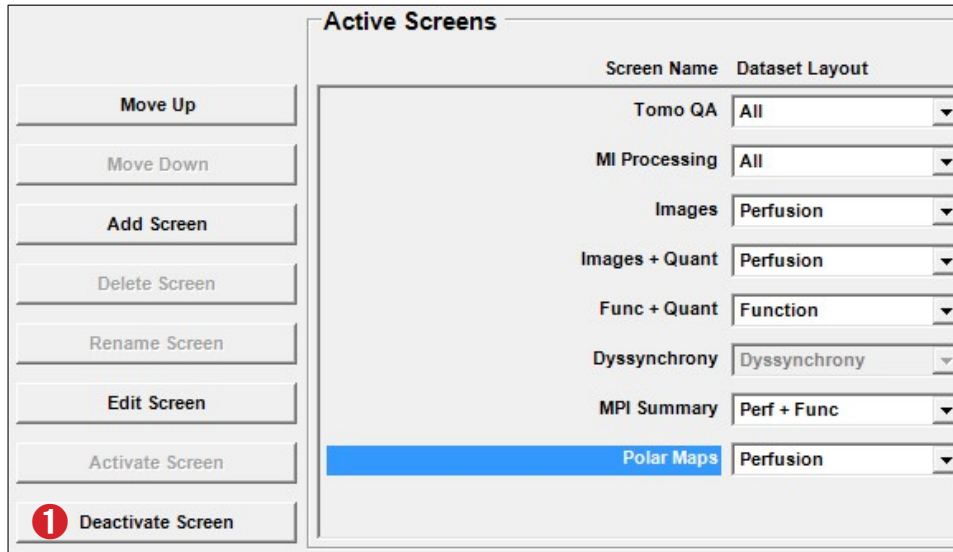 Active Screens
Screen Name Dataset Layout
Move Up
Tomo QA All
Move Down
MI Processing All
Images Perfusion
Add Screen
Images + Quant Perfusion
Delete Screen
Func + Quant Function
Rename Screen
Dyssynchrony Dyssynchrony
Edit Screen
MPI Summary Perf + Func
Activate Screen
Polar Maps Perfusion
1 Deactivate Screen